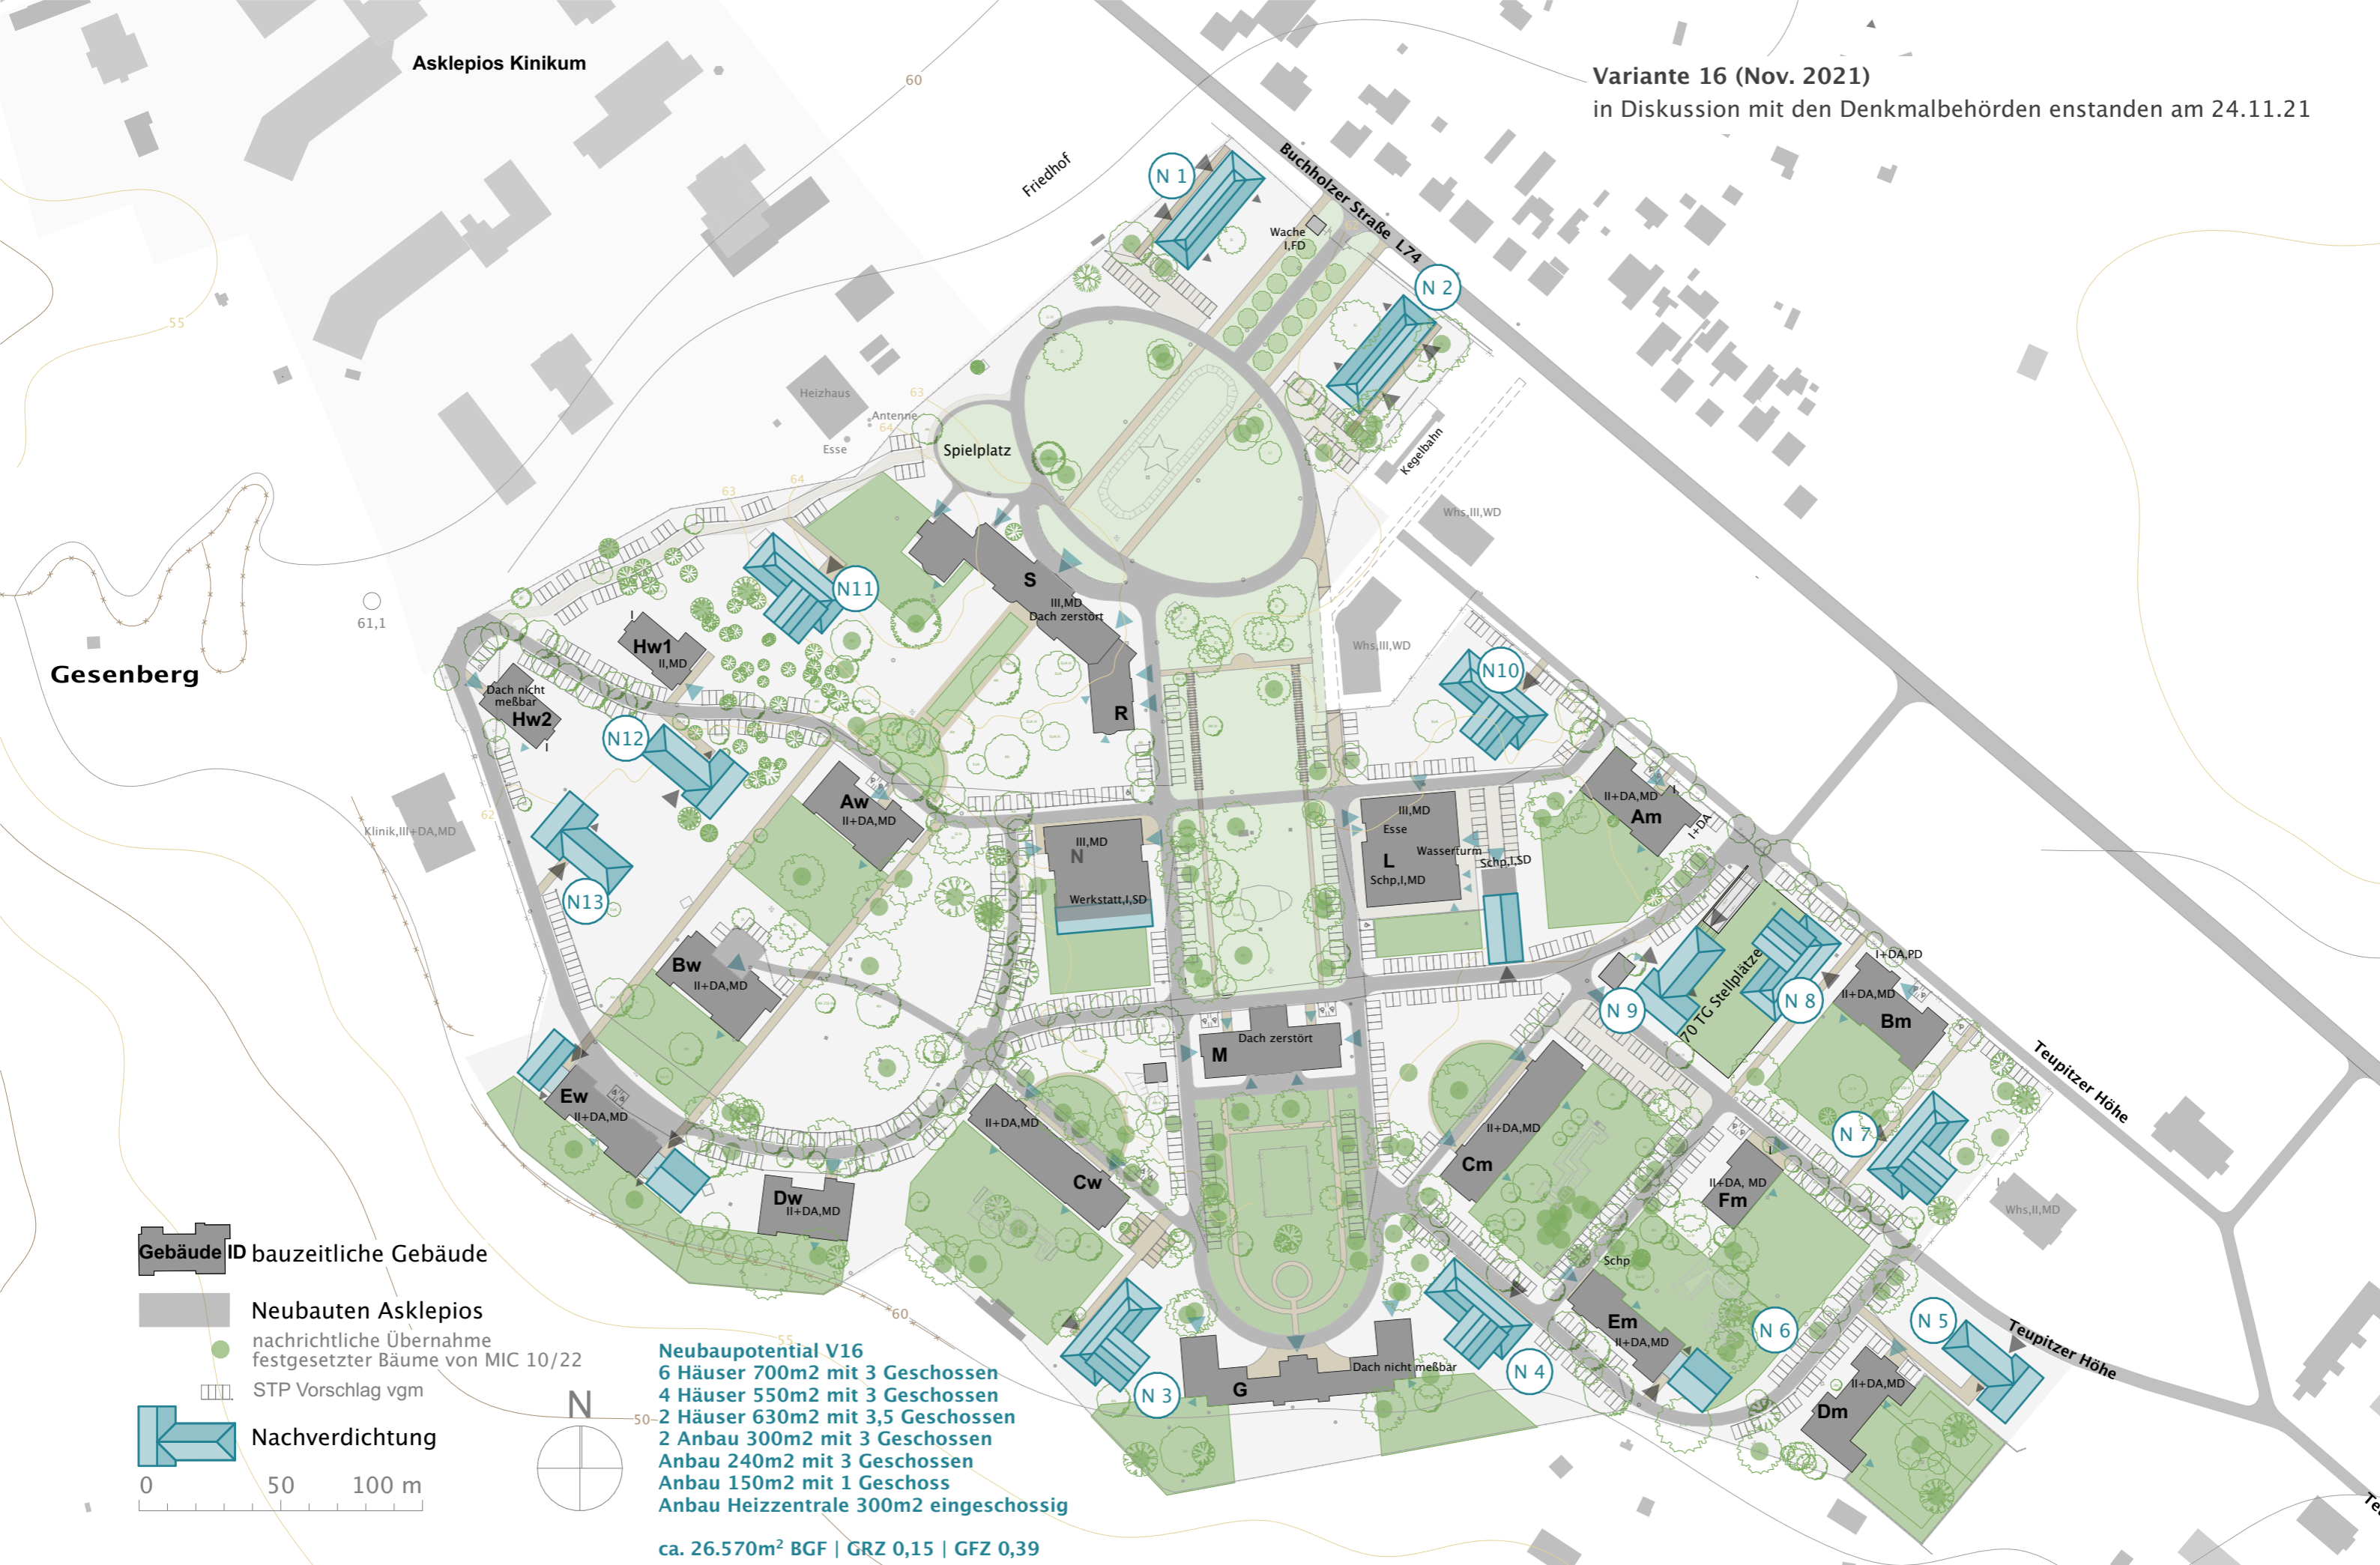 Asklepios Kinikum
Variante 16 (Nov. 2021)
in Diskussion mit den Denkmalbehörden enstanden am 24.11.21
60
Friedhof
N 1
Buchholzer Straße L74
Wache
I,FD
N 2
55
63
Heizhaus
Antenne
64
Esse
Spielplatz
Kegelbahn
63
64
Whs,III,WD
61,1
N11
S
III,MD
Dach zerstört
Whs,III,WD
I
Hw1
II,MD
Gesenberg
Dach nicht
meßbar
Hw2
I
N12
R
N10
62
Klinik,III+DA,MD
N13
Aw
II+DA,MD
III,MD
N
Werkstatt,I,SD
III,MD
Esse
L
Wasserturm
Schp,I,MD
Schp,I,SD
II+DA,MD
I
Am
I+DA
Bw
II+DA,MD
70 TG Stellplätze
N 8
N 9
I+DA,PD
II+DA,MD
Bm
Dach zerstört
M
Teupitzer Höhe
Ew
II+DA,MD
II+DA,MD
Cw
II+DA,MD
Cm
I
II+DA, MD
Fm
N 7
Dw
II+DA,MD
Whs,II,MD
Schp
Em
II+DA,MD
N 6
N 5
Teupitzer Höhe
60
55
50
N 3
G
Dach nicht meßbar
N 4
II+DA,MD
Dm
Gebäude ID bauzeitliche Gebäude
Neubauten Asklepios
nachrichtliche Übernahme
festgesetzter Bäume von MIC 10/22
STP Vorschlag vgm
Nachverdichtung
0 50 100 m
N
Neubaupotential V16
6 Häuser 700m2 mit 3 Geschossen
4 Häuser 550m2 mit 3 Geschossen
2 Häuser 630m2 mit 3,5 Geschossen
2 Anbau 300m2 mit 3 Geschossen
Anbau 240m2 mit 3 Geschossen
Anbau 150m2 mit 1 Geschoss
Anbau Heizzentrale 300m2 eingeschossig
ca. 26.570m² BGF | GRZ 0,15 | GFZ 0,39